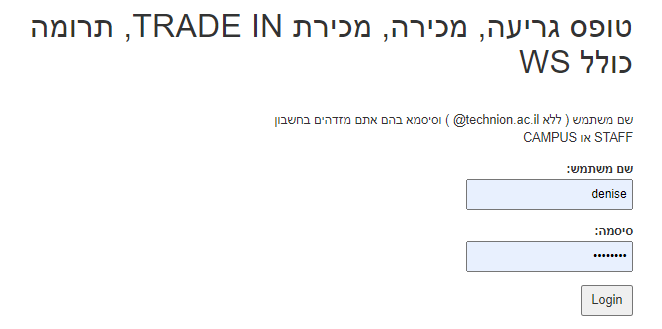 טופס גריעה, מכירה, מכירת TRADE IN, תרומה
כולל WS
שם משתמש ( ללא @technion.ac.il ) וסיסמא בהם אתם מזדהים בחשבון
STAFF או CAMPUS
שם משתמש:
denise
סיסמה:
••••••••
Login